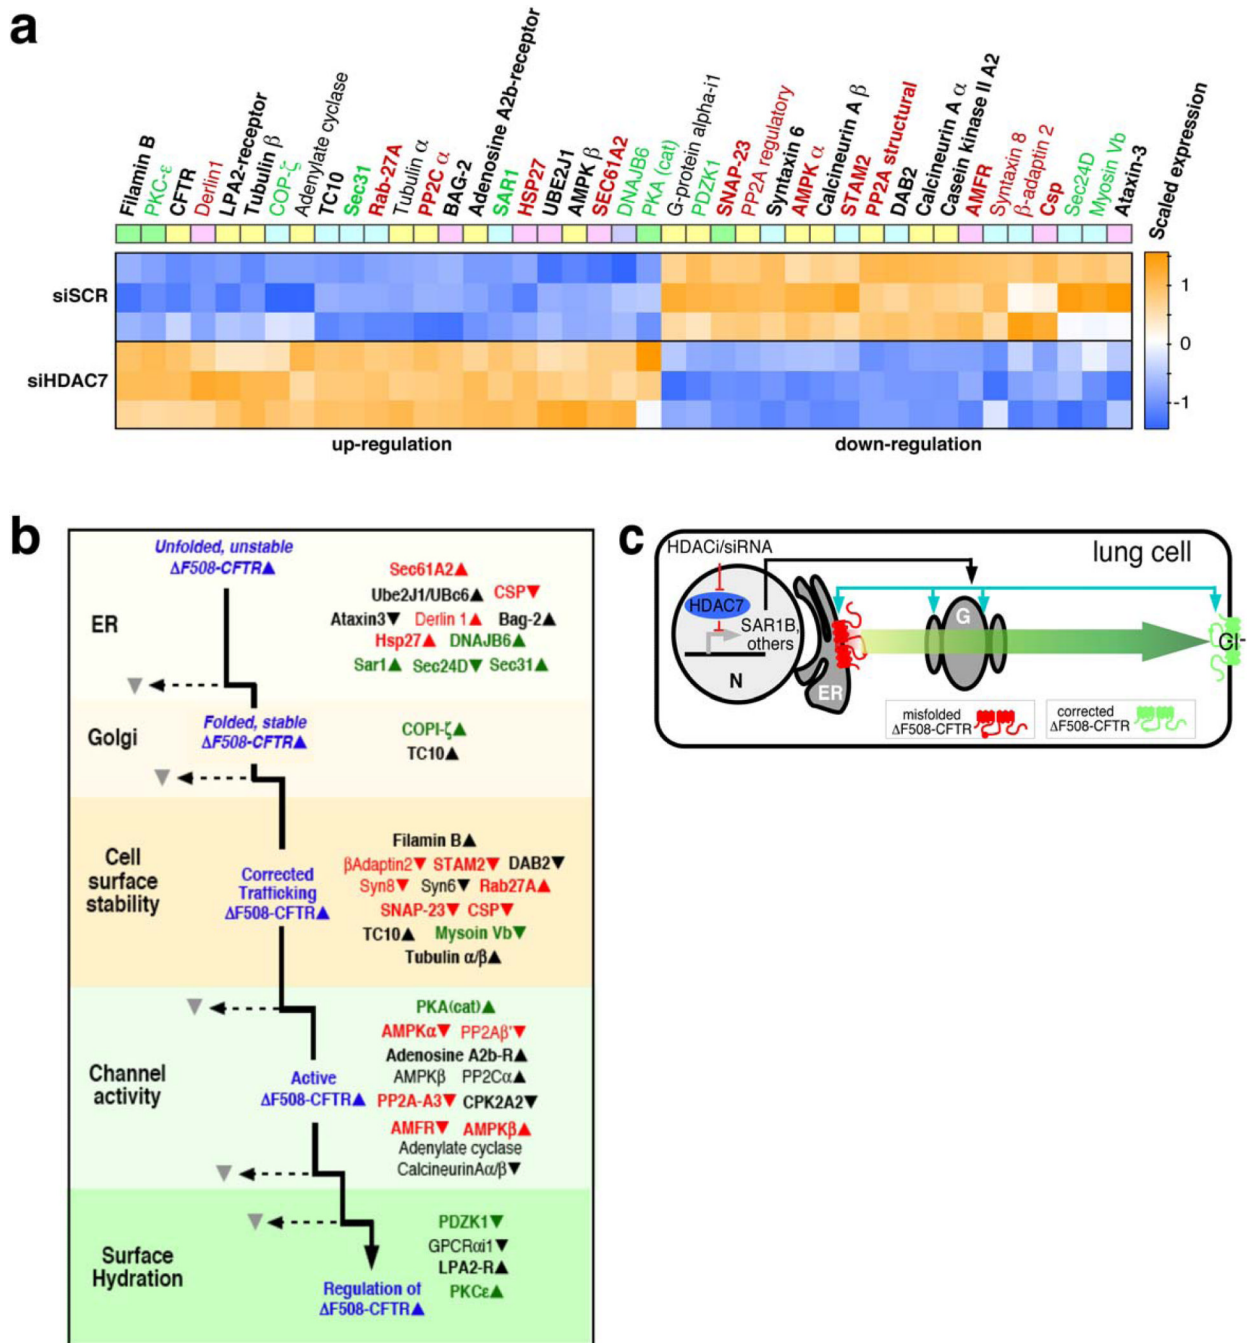 a
Filamin B
PKC-ε
CFTR
Derlin1
LPA2-receptor
Tubulin β
COP-ζ
Adenylate cyclase
TC10
Sec31
Rab-27A
Tubulin α
PP2C α
BAG-2
Adenosine A2b-receptor
SAR1
HSP27
UBE2J1
AMPK β
SEC61A2
DNAJB6
PKA (cat)
G-protein alpha-i1
PDZK1
SNAP-23
PP2A regulatory
Syntaxin 6
AMPK α
Calcineurin A β
STAM2
PP2A structural
DAB2
Calcineurin A α
Casein kinase II A2
AMFR
Syntaxin 8
β-adaptin 2
Csp
Sec24D
Myosin Vb
Ataxin-3
Scaled expression
siSCR
siHDAC7
1
0
-1
up-regulation down-regulation
b
Unfolded, unstable
ΔF508-CFTR▲
ER
Sec61A2▲
Ube2J1/UBc6▲ CSP▼
Ataxin3▼ Derlin 1▲ Bag-2▲
Hsp27▲ DNAJB6▲
Sar1▲ Sec24D▼ Sec31▲
Golgi
Folded, stable
ΔF508-CFTR▲
COPI-ζ▲
TC10▲
Cell
surface
stability
Corrected
Trafficking
ΔF508-CFTR▲
Filamin B▲
βAdaptin2▼ STAM2▼ DAB2▼
Syn8▼ Syn6▼ Rab27A▲
SNAP-23▼ CSP▼
TC10▲ Mysoin Vb▼
Tubulin α/β▲
Channel
activity
Active
ΔF508-CFTR▲
PKA(cat)▲
AMPKα▼ PP2Aβ'▼
Adenosine A2b-R▲
AMPKβ PP2Cα▲
PP2A-A3▼ CPK2A2▼
AMFR▼ AMPKβ▲
Adenylate cyclase
CalcineurinAα/β▼
Surface
Hydration
Regulation of
ΔF508-CFTR▲
PDZK1▼
GPCRαi1▼
LPA2-R▲
PKCε▲
c
HDACi/siRNA
lung cell
HDAC7
SAR1B,
others
N
ER
G
Cl-
misfolded
ΔF508-CFTR
corrected
ΔF508-CFTR